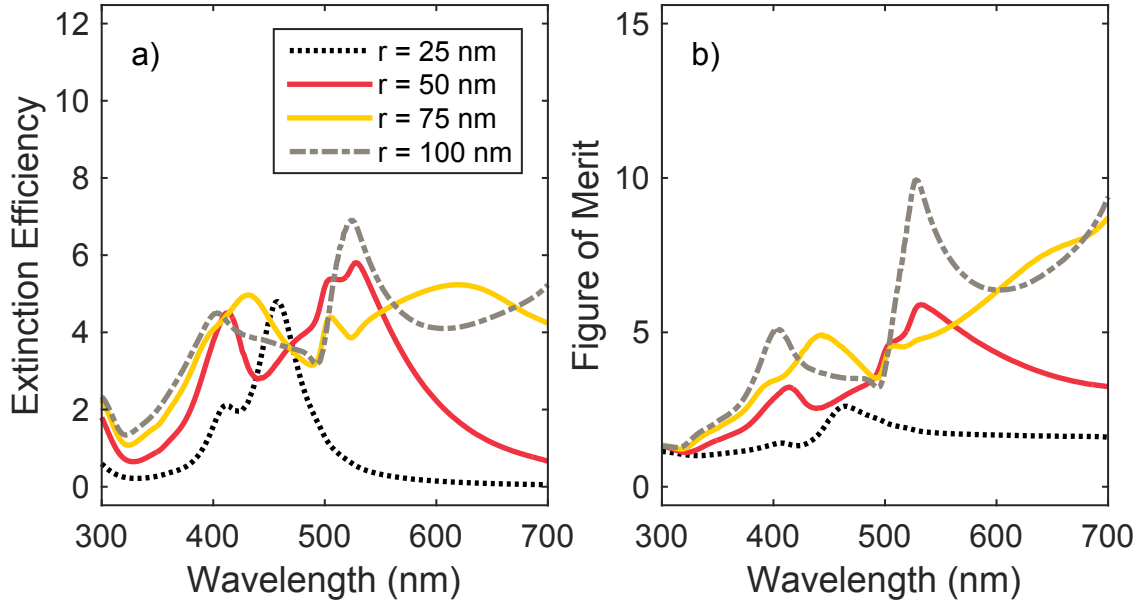 a)
r = 25 nm
r = 50 nm
r = 75 nm
r = 100 nm
Extinction Efficiency
12
10
8
6
4
2
0
300 400 500 600 700
Wavelength (nm)
b)
Figure of Merit
15
10
5
0
300 400 500 600 700
Wavelength (nm)